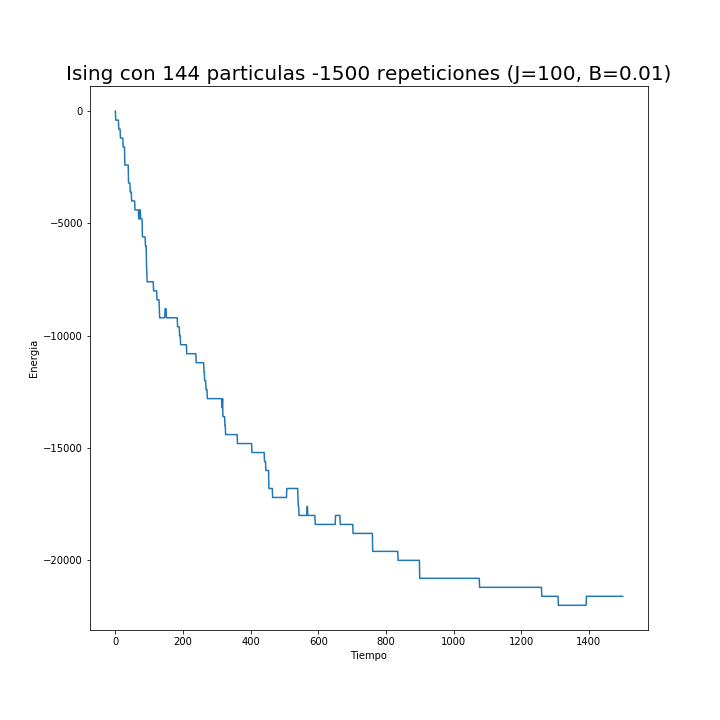 Ising con 144 particulas -1500 repeticiones (J=100, B=0.01)
0
−5000
−10000
−15000
−20000
Energia
0 200 400 600 800 1000 1200 1400
Tiempo